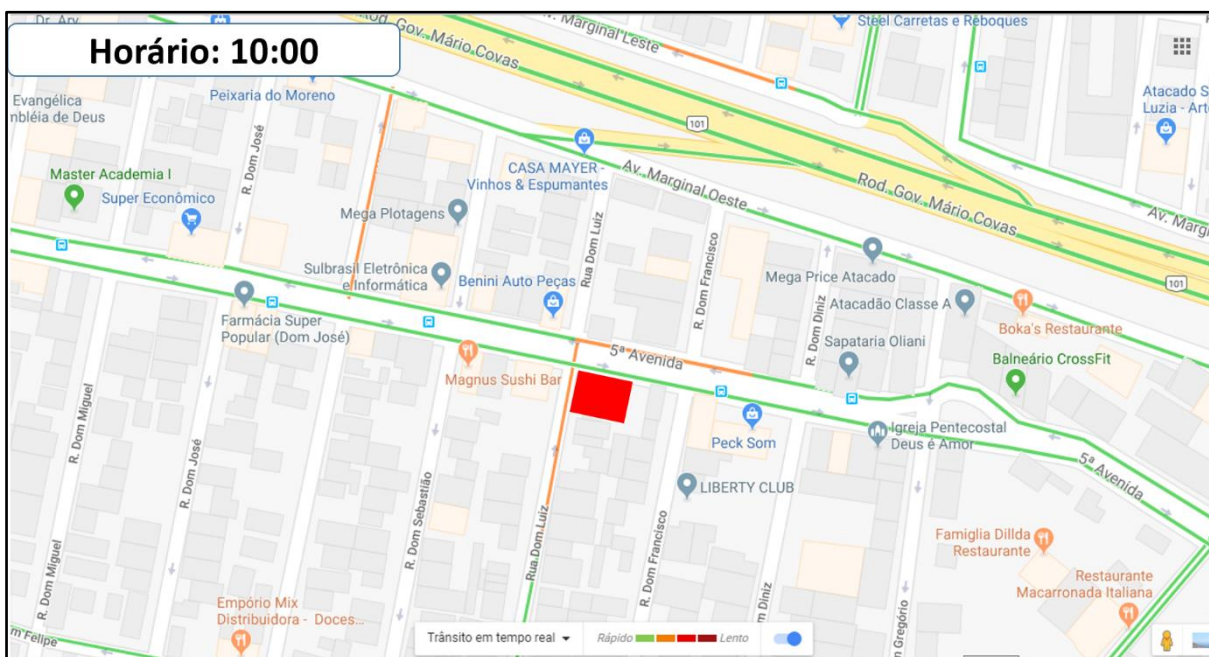 Horário: 10:00
Dr. Ary
Marginal Leste
Steel Carretas e Reboques
Rod. Gov. Mário Covas
Evangélica
nbléia de Deus
Peixaria do Moreno
R. Dom José
101
Atacado S
Luzia - Arte
CASA MAYER -
Vinhos & Espumantes
Av. Marginal Oeste
Rod. Gov. Mário Covas
Av. Margi
Master Academia I
Super Econômico
Mega Plotagens
Rua Dom Luiz
R. Dom Francisco
101
Sulbrasil Eletrônica
e Informática
Benini Auto Peças
Mega Price Atacado
R. Dom Diniz
Atacadão Classe A
Boka's Restaurante
Farmácia Super
Popular (Dom José)
5ª Avenida
Sapataria Oliani
Balneário CrossFit
Magnus Sushi Bar
R. Dom Miguel
R. Dom José
R. Dom Sebastião
Peck Som
Igreja Pentecostal
Deus é Amor
5ª Avenida
LIBERTY CLUB
Rua Dom Luiz
R. Dom Francisco
R. Dom Miguel
Famiglia Dillda
Restaurante
Restaurante
Macarronada Italiana
Empório Mix
Distribuidora - Doces...
Dom Diniz
m Gregório
m Felipe
Trânsito em tempo real
Rápido
Lento